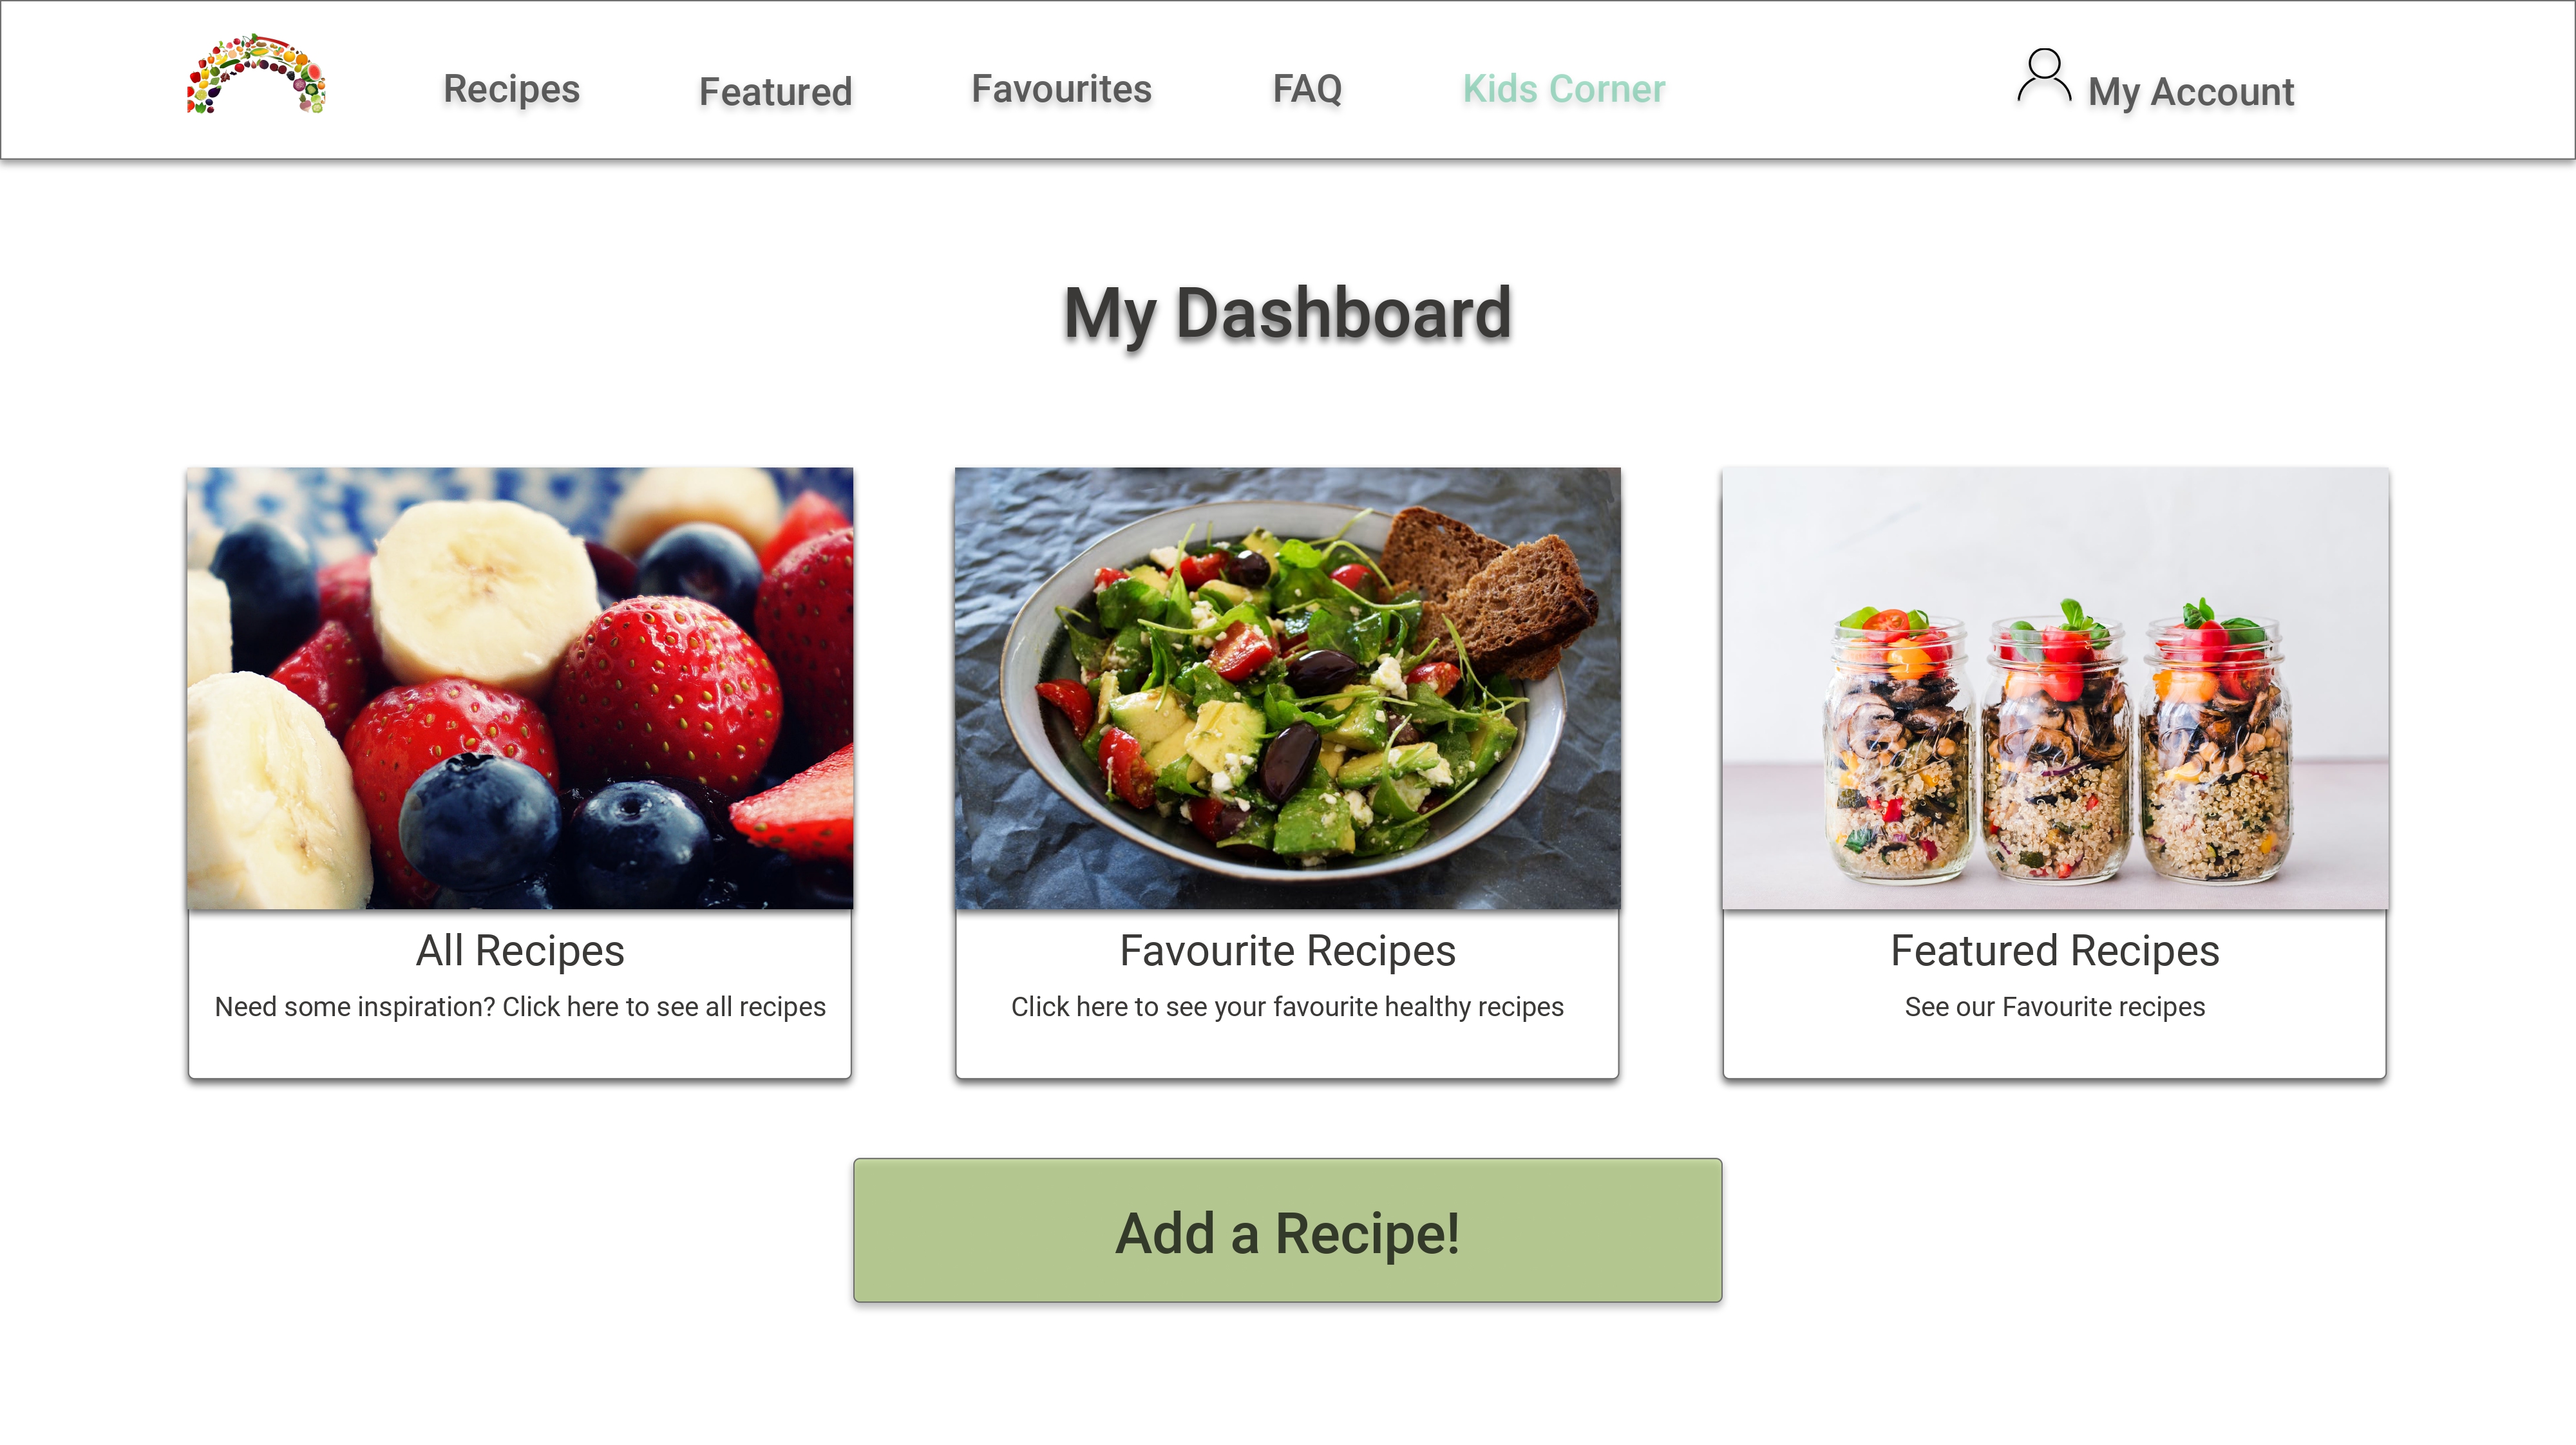 Recipes
Featured
Favourites
FAQ
Kids Corner
My Account
My Dashboard
All Recipes
Need some inspiration? Click here to see all recipes
Favourite Recipes
Click here to see your favourite healthy recipes
Featured Recipes
See our Favourite recipes
Add a Recipe!